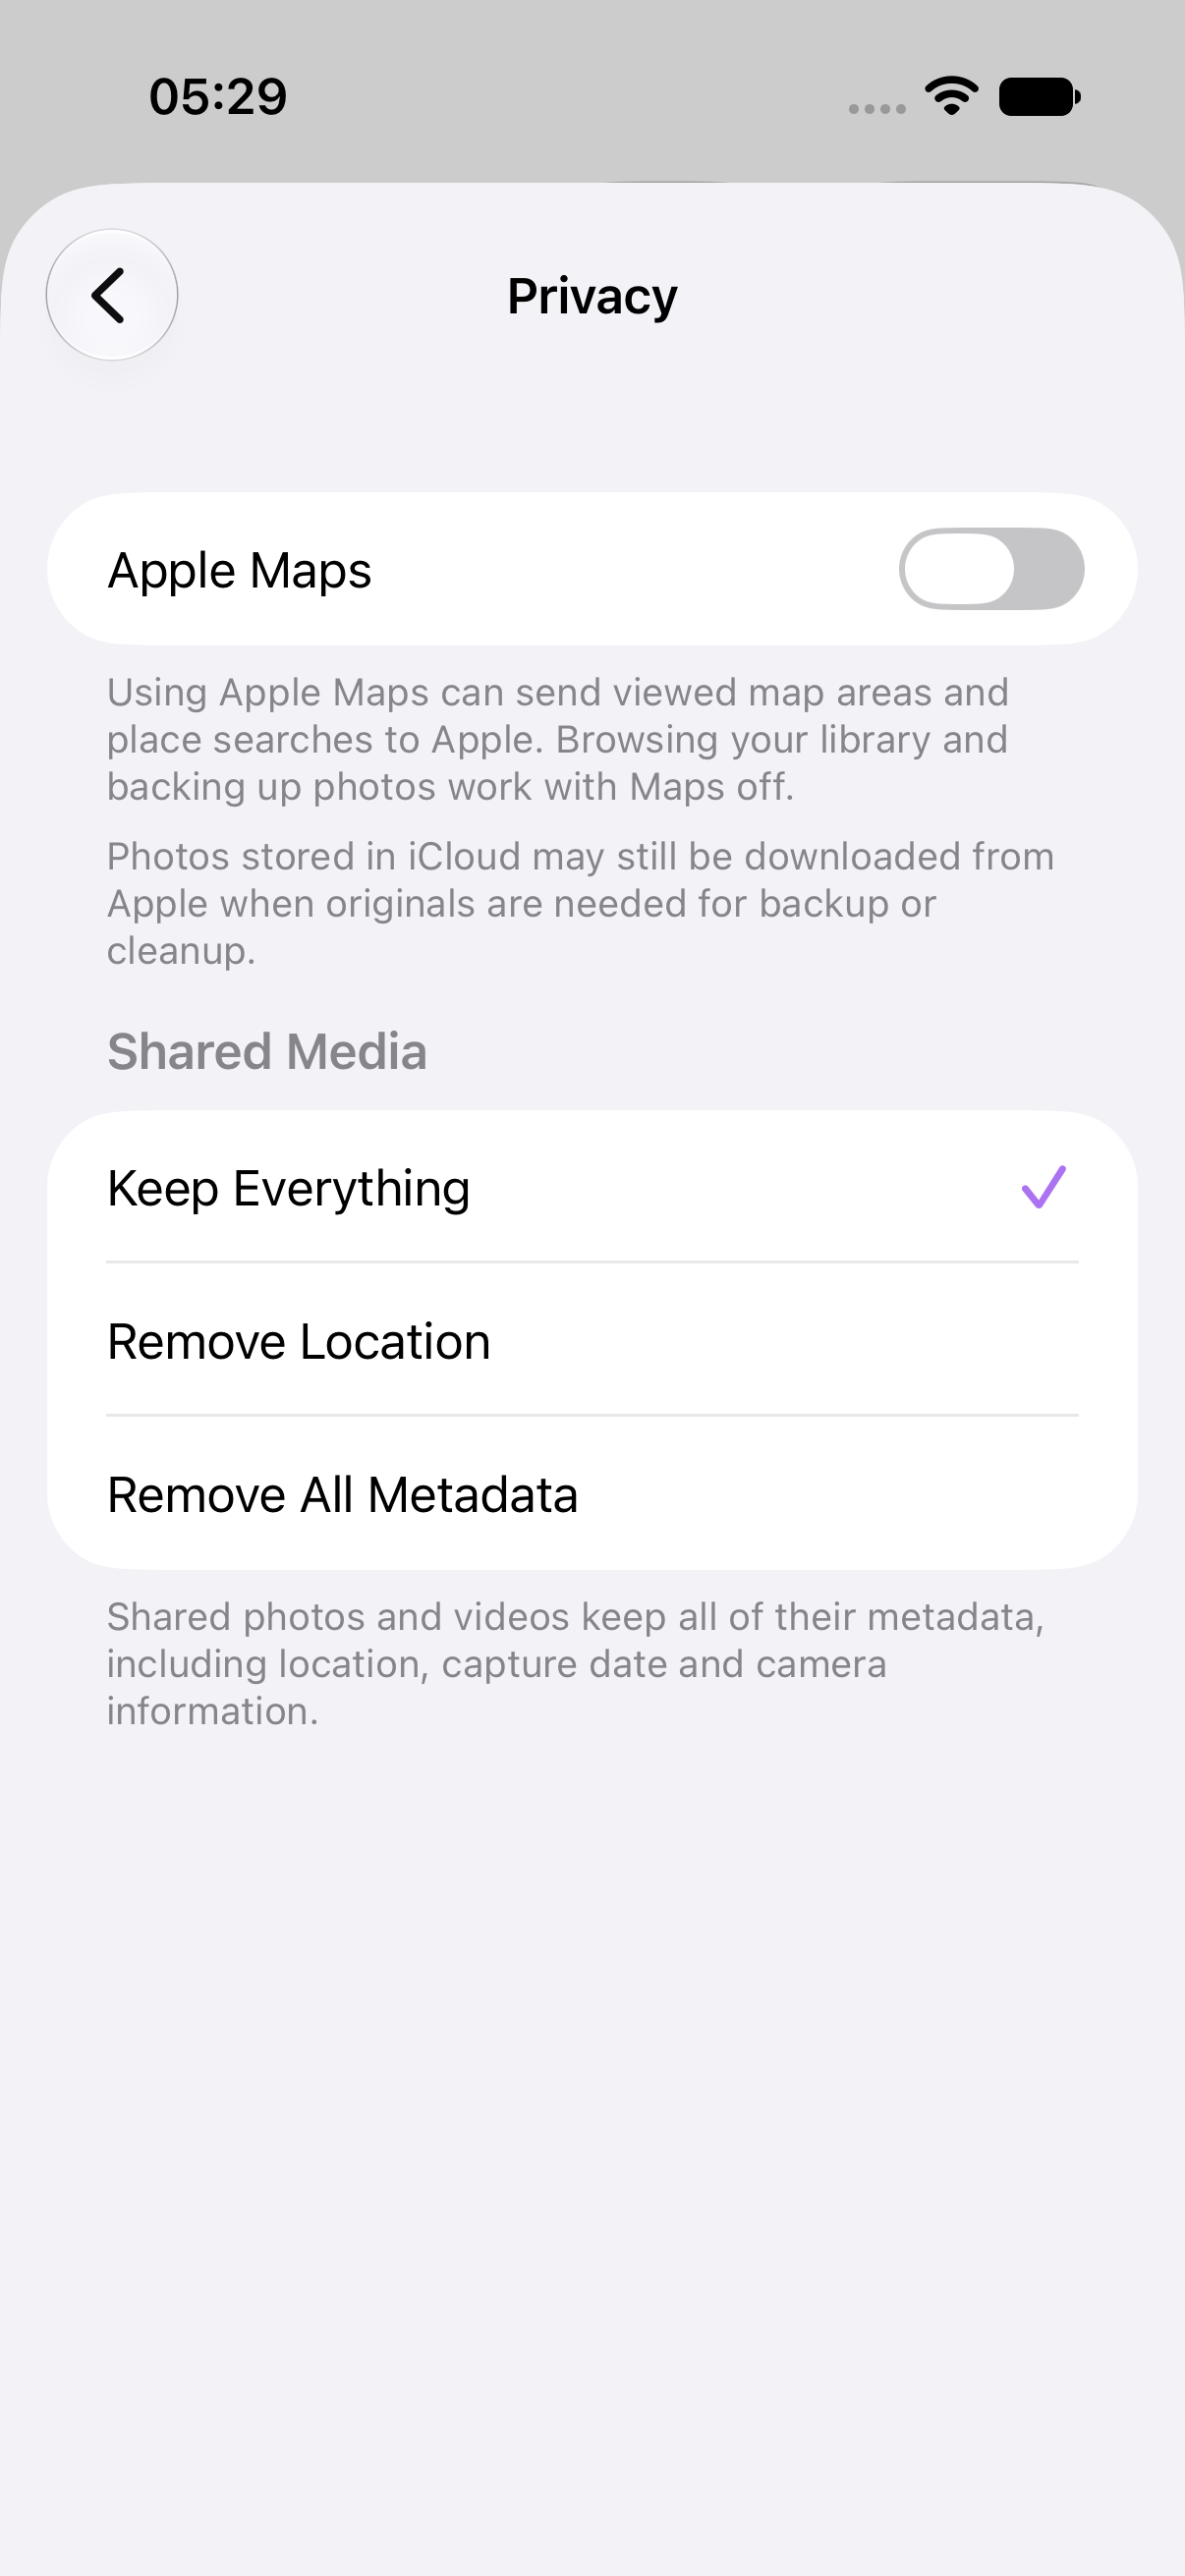 05:29
Privacy
Apple Maps
Using Apple Maps can send viewed map areas and
place searches to Apple. Browsing your library and
backing up photos work with Maps off.
Photos stored in iCloud may still be downloaded from
Apple when originals are needed for backup or
cleanup.
Shared Media
Keep Everything
Remove Location
Remove All Metadata
Shared photos and videos keep all of their metadata,
including location, capture date and camera
information.